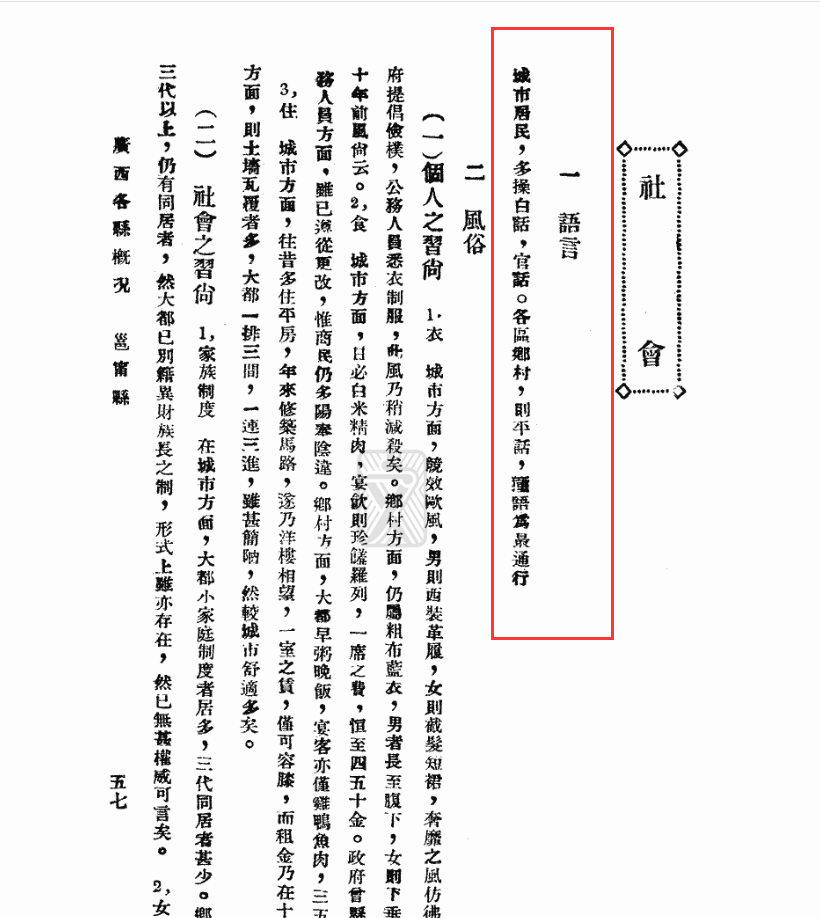 社會
一 語言
城市居民，多操白話，官話。各區鄉村，則平話，獞語爲最通行
二 風俗
（一）個人之習尚 1.衣 城市方面，競效歐風，男則西裝革履，女則截髮短裙，奢靡之風仿彿
府提倡儉樸，公務人員悉衣制服，此風乃稍減殺矣。鄉村方面，仍屬粗布藍衣，男者長至腹下，女則下垂
十年前風尚云。2,食 城市方面，日必白米精肉，宴飲則珍饈羅列，一席之費，恒至四五十金。政府曾縣
務人員方面，雖已遵從更改，惟商民仍多陽奉陰違。鄉村方面，大都早粥晚飯，宴客亦僅雞鴨魚肉，三五
3,住 城市方面，往昔多住平房，年來修築馬路，遂乃洋樓相望，一室之賃，僅可容膝，而租金乃在十
方面，則土墻瓦覆者多，大都一排三間，一連三進，雖甚簡陋，然較城市舒適多矣。
（二）社會之習尚 1,家族制度 在城市方面，大都小家庭制度者居多，三代同居者甚少。鄉
三代以上，仍有同居者，然大都已別籍異財族長之制，形式上雖亦存在，然已無甚權威可言矣。 2,女
廣西各縣概況 邕甯縣 五七